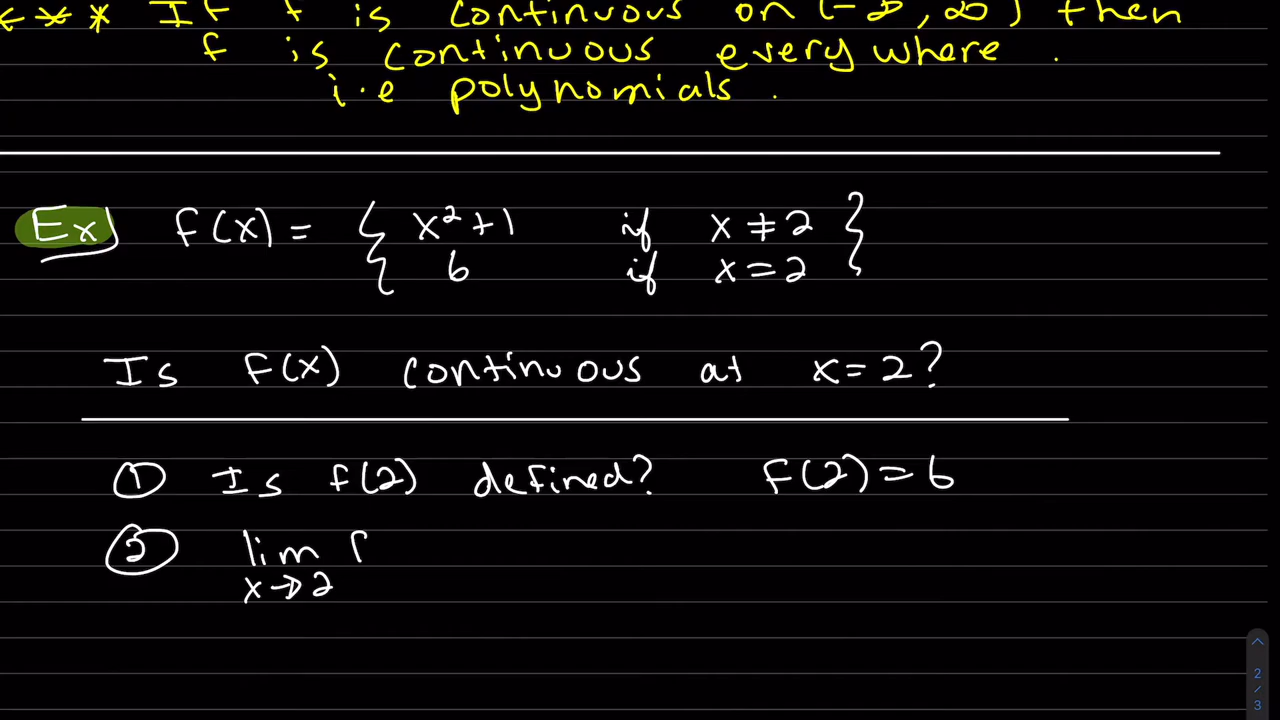 *** If f is continuous on (-∞, ∞) then
f is continuous everywhere.
i.e polynomials.
Ex) f(x) = { x² + 1 if x ≠ 2 }
{ 6 if x = 2 }
Is f(x) continuous at x = 2?
① Is f(2) defined? f(2) = 6
② lim f
x → 2
2
/
3